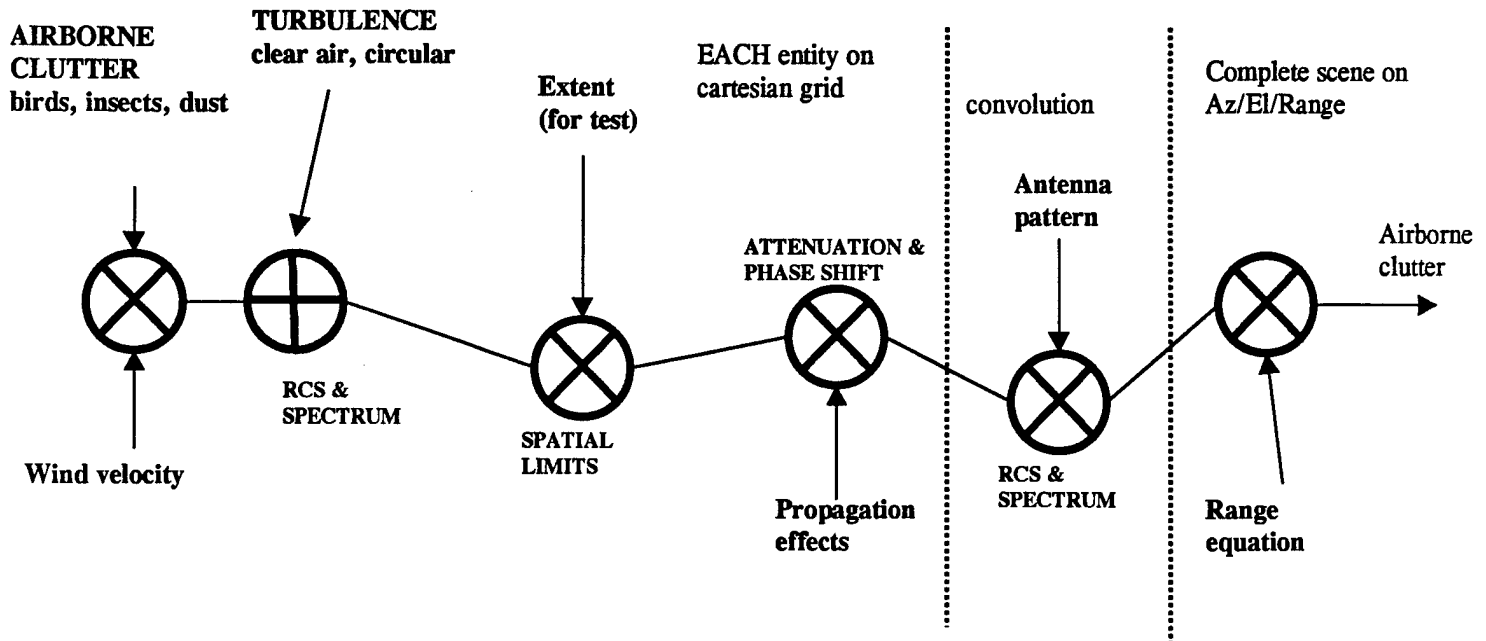 AIRBORNE
CLUTTER
birds, insects, dust
TURBULENCE
clear air, circular
Extent
(for test)
EACH entity on
cartesian grid
convolution
Complete scene on
Az/El/Range
Antenna
pattern
ATTENUATION &
PHASE SHIFT
Airborne
clutter
RCS &
SPECTRUM
SPATIAL
LIMITS
Wind velocity
Propagation
effects
RCS &
SPECTRUM
Range
equation